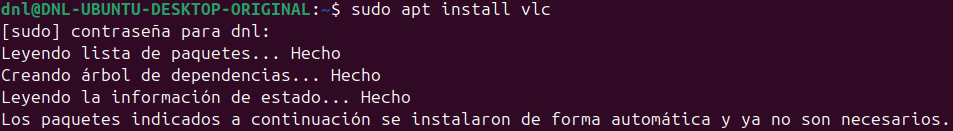 dnl@DNL-UBUNTU-DESKTOP-ORIGINAL:~$ sudo apt install vlc
[sudo] contraseña para dnl:
Leyendo lista de paquetes... Hecho
Creando árbol de dependencias... Hecho
Leyendo la información de estado... Hecho
Los paquetes indicados a continuación se instalaron de forma automática y ya no son necesarios.